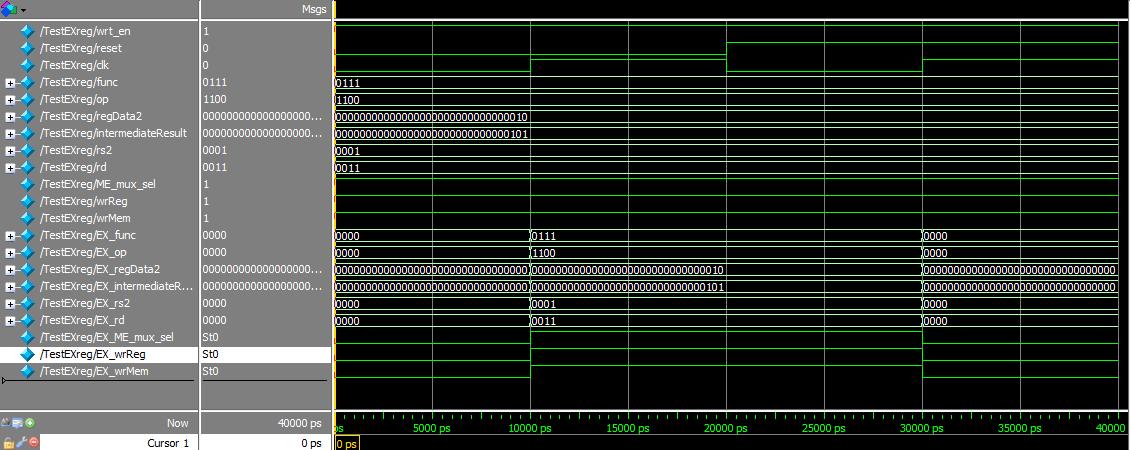 Msgs
/TestEXreg/wrt_en 1
/TestEXreg/reset 0
/TestEXreg/clk 0
/TestEXreg/func 0111 0111
/TestEXreg/op 1100 1100
/TestEXreg/regData2 000000000000000000... 00000000000000000000000000000010
/TestEXreg/intermediateResult 000000000000000000... 00000000000000000000000000000101
/TestEXreg/rs2 0001 0001
/TestEXreg/rd 0011 0011
/TestEXreg/ME_mux_sel 1
/TestEXreg/wrReg 1
/TestEXreg/wrMem 1
/TestEXreg/EX_func 0000 0000 0111 0000
/TestEXreg/EX_op 0000 0000 1100 0000
/TestEXreg/EX_regData2 000000000000000000... 00000000000000000000000000000000 00000000000000000000000000000010 00000000000000000000000000000000
/TestEXreg/EX_intermediateR... 000000000000000000... 00000000000000000000000000000000 00000000000000000000000000000101 00000000000000000000000000000000
/TestEXreg/EX_rs2 0000 0000 0001 0000
/TestEXreg/EX_rd 0000 0000 0011 0000
/TestEXreg/EX_ME_mux_sel St0
/TestEXreg/EX_wrReg St0
/TestEXreg/EX_wrMem St0
Now 40000 ps ps 5000 ps 10000 ps 15000 ps 20000 ps 25000 ps 30000 ps 35000 ps 40000
Cursor 1 0 ps 0 ps